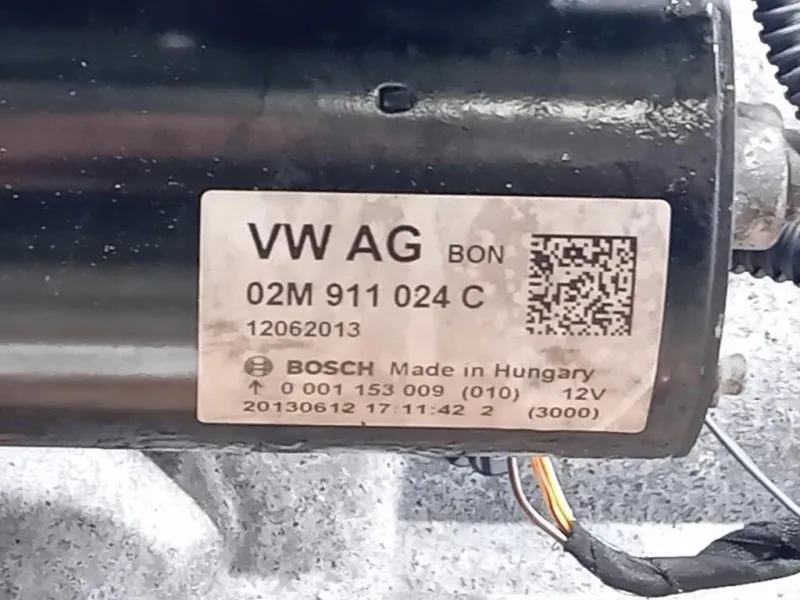 VW AG BON
02M 911 024 C
12062013
BOSCH Made in Hungary
↑ 0 001 153 009 (010) 12V
20130612 17:11:42 2 (3000)